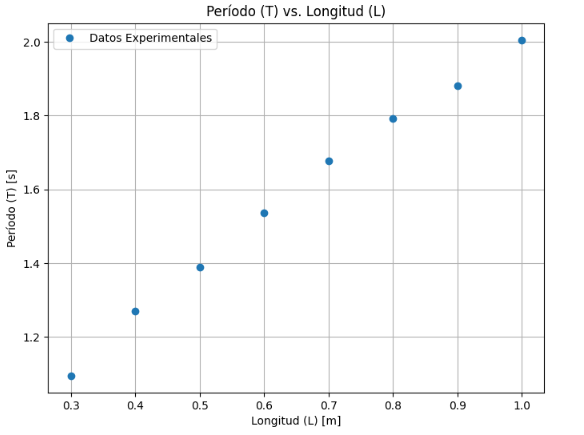 Período (T) vs. Longitud (L)
Datos Experimentales
Período (T) [s]
2.0
1.8
1.6
1.4
1.2
0.3 0.4 0.5 0.6 0.7 0.8 0.9 1.0
Longitud (L) [m]